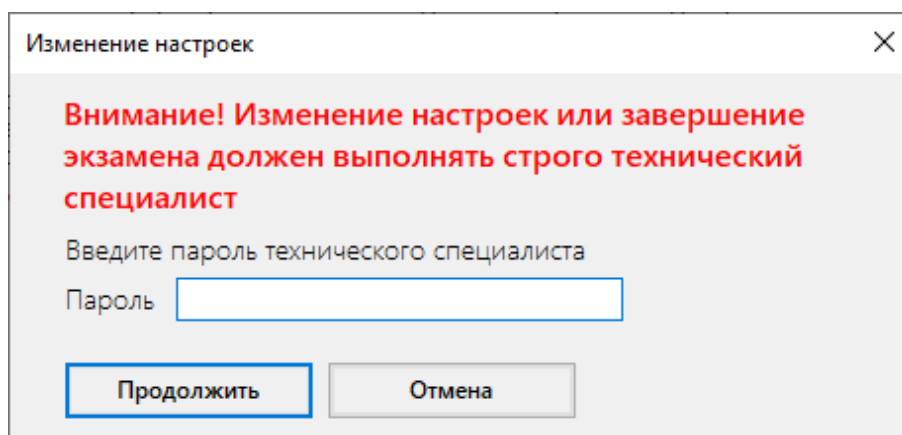 Изменение настроек
Внимание! Изменение настроек или завершение
экзамена должен выполнять строго технический
специалист
Введите пароль технического специалиста
Пароль
Продолжить Отмена